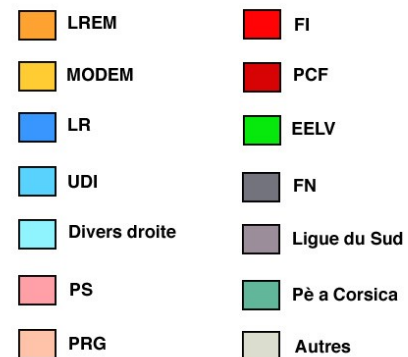 LREM
MODEM
LR
UDI
Divers droite
PS
PRG
FI
PCF
EELV
FN
Ligue du Sud
Pè a Corsica
Autres